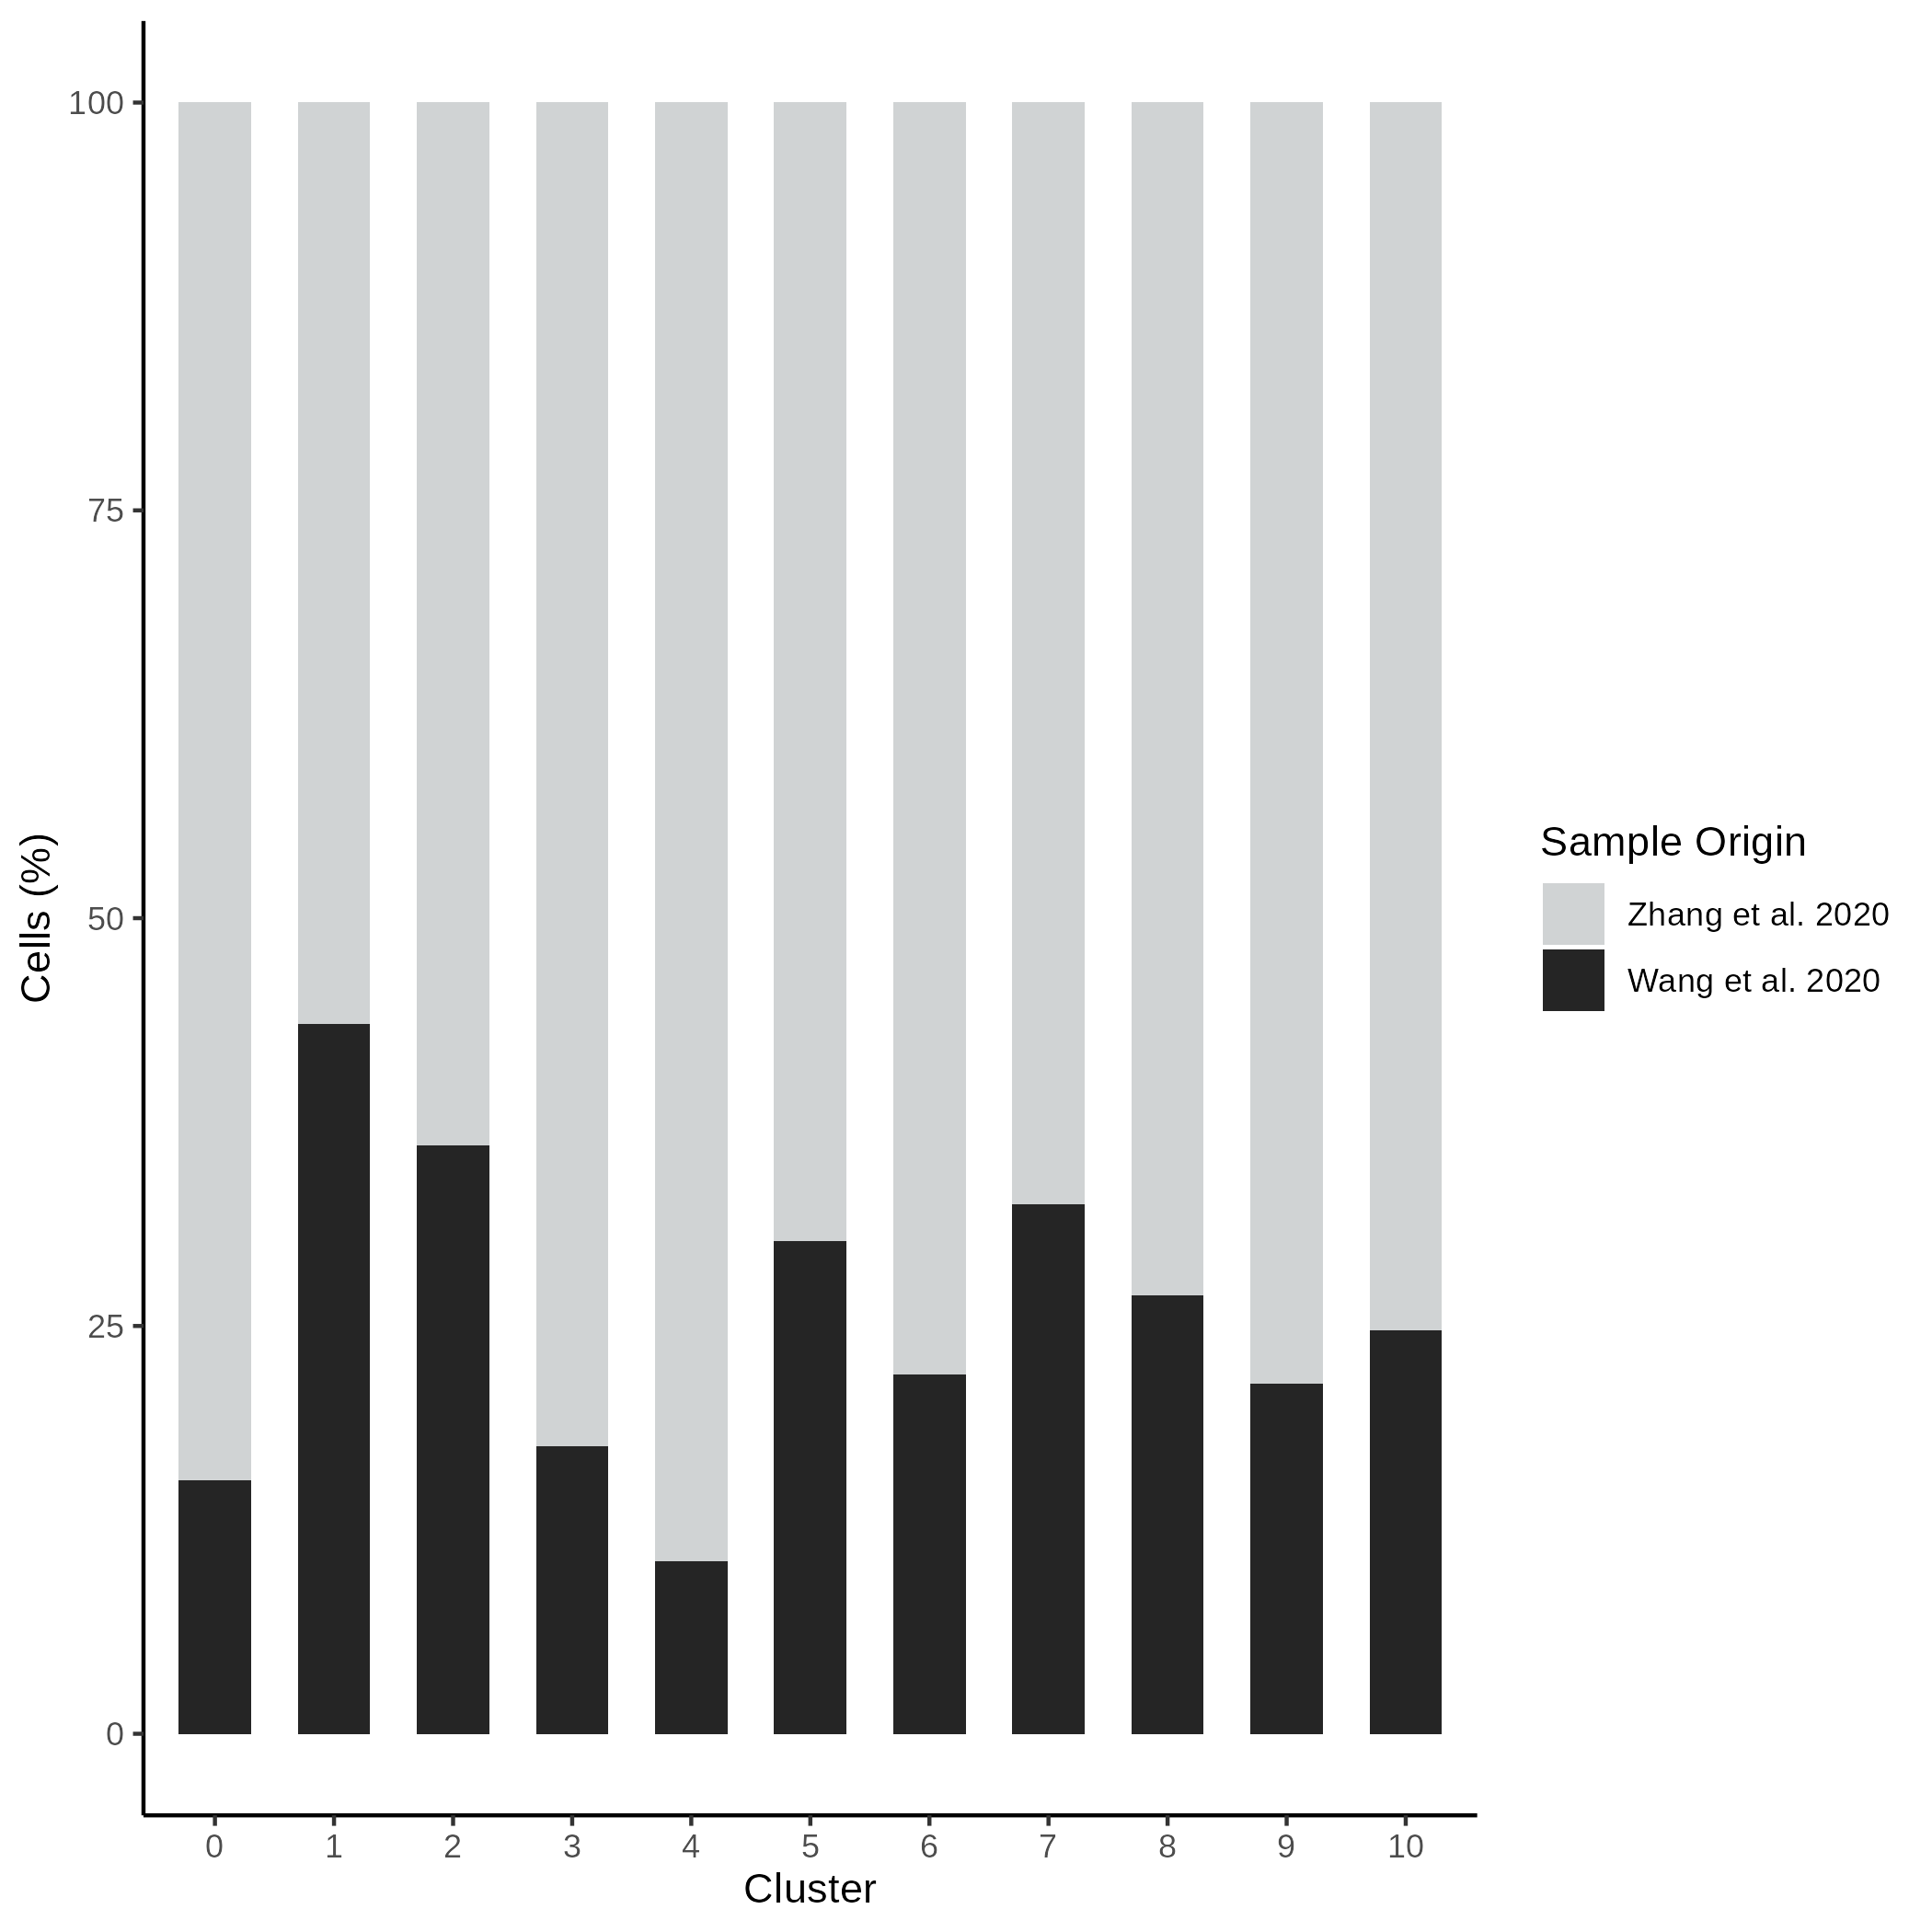 100
75
50
25
0
Cells (%)
0 1 2 3 4 5 6 7 8 9 10
Cluster
Sample Origin
Zhang et al. 2020
Wang et al. 2020